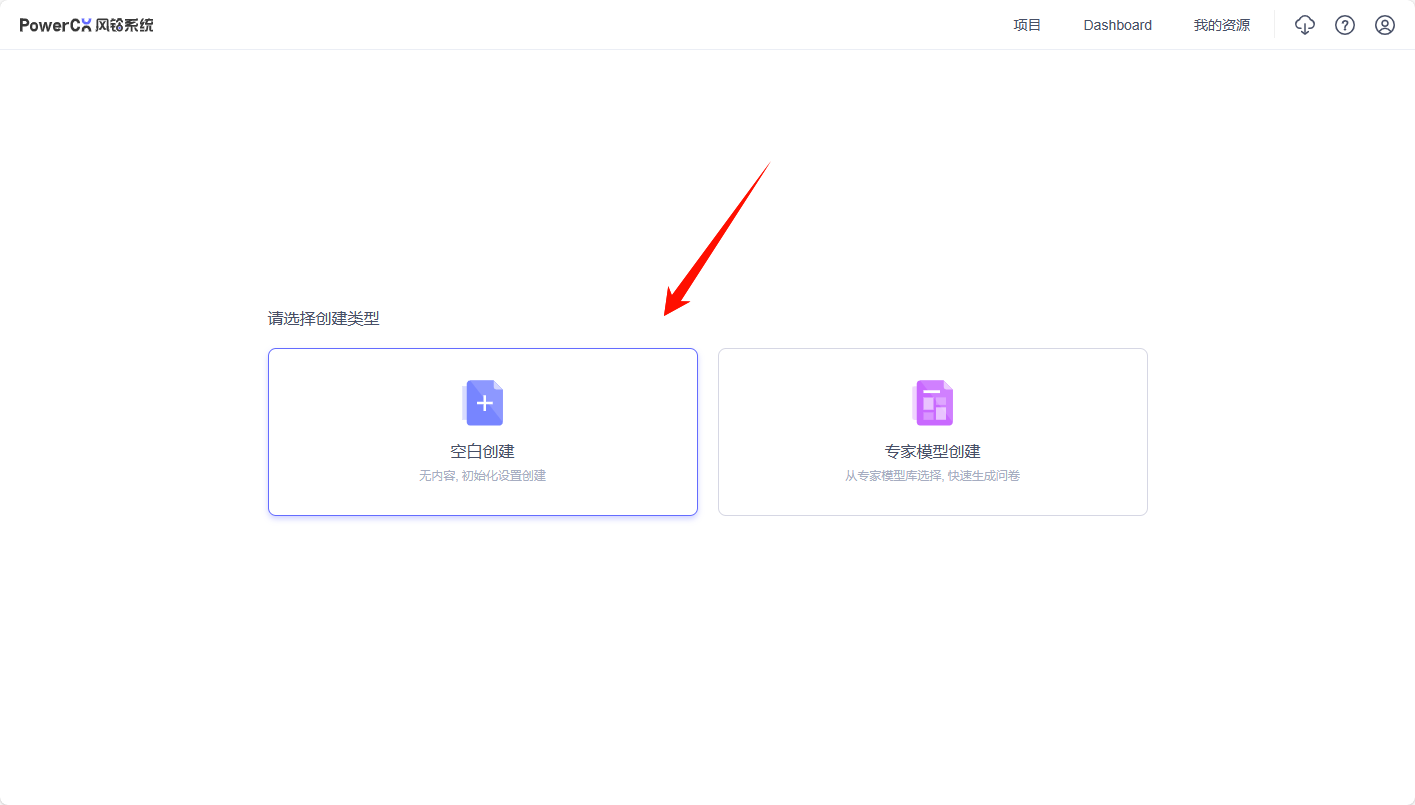 PowerCX 风铃系统
项目 Dashboard 我的资源
请选择创建类型
空白创建
无内容, 初始化设置创建
专家模型创建
从专家模型库选择, 快速生成问卷